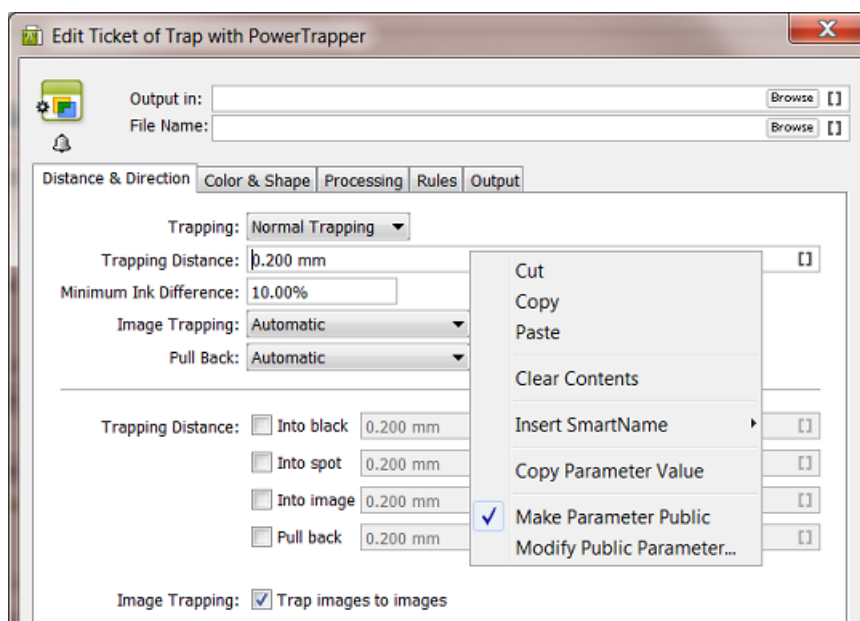 Edit Ticket of Trap with PowerTrapper
Output in: Browse []
File Name: Browse []
Distance & Direction Color & Shape Processing Rules Output
Trapping: Normal Trapping
Trapping Distance: 0.200 mm []
Minimum Ink Difference: 10.00%
Image Trapping: Automatic
Pull Back: Automatic
Trapping Distance: Into black 0.200 mm []
Into spot 0.200 mm []
Into image 0.200 mm []
Pull back 0.200 mm []
Image Trapping: Trap images to images
Cut
Copy
Paste
Clear Contents
Insert SmartName
Copy Parameter Value
Make Parameter Public
Modify Public Parameter...